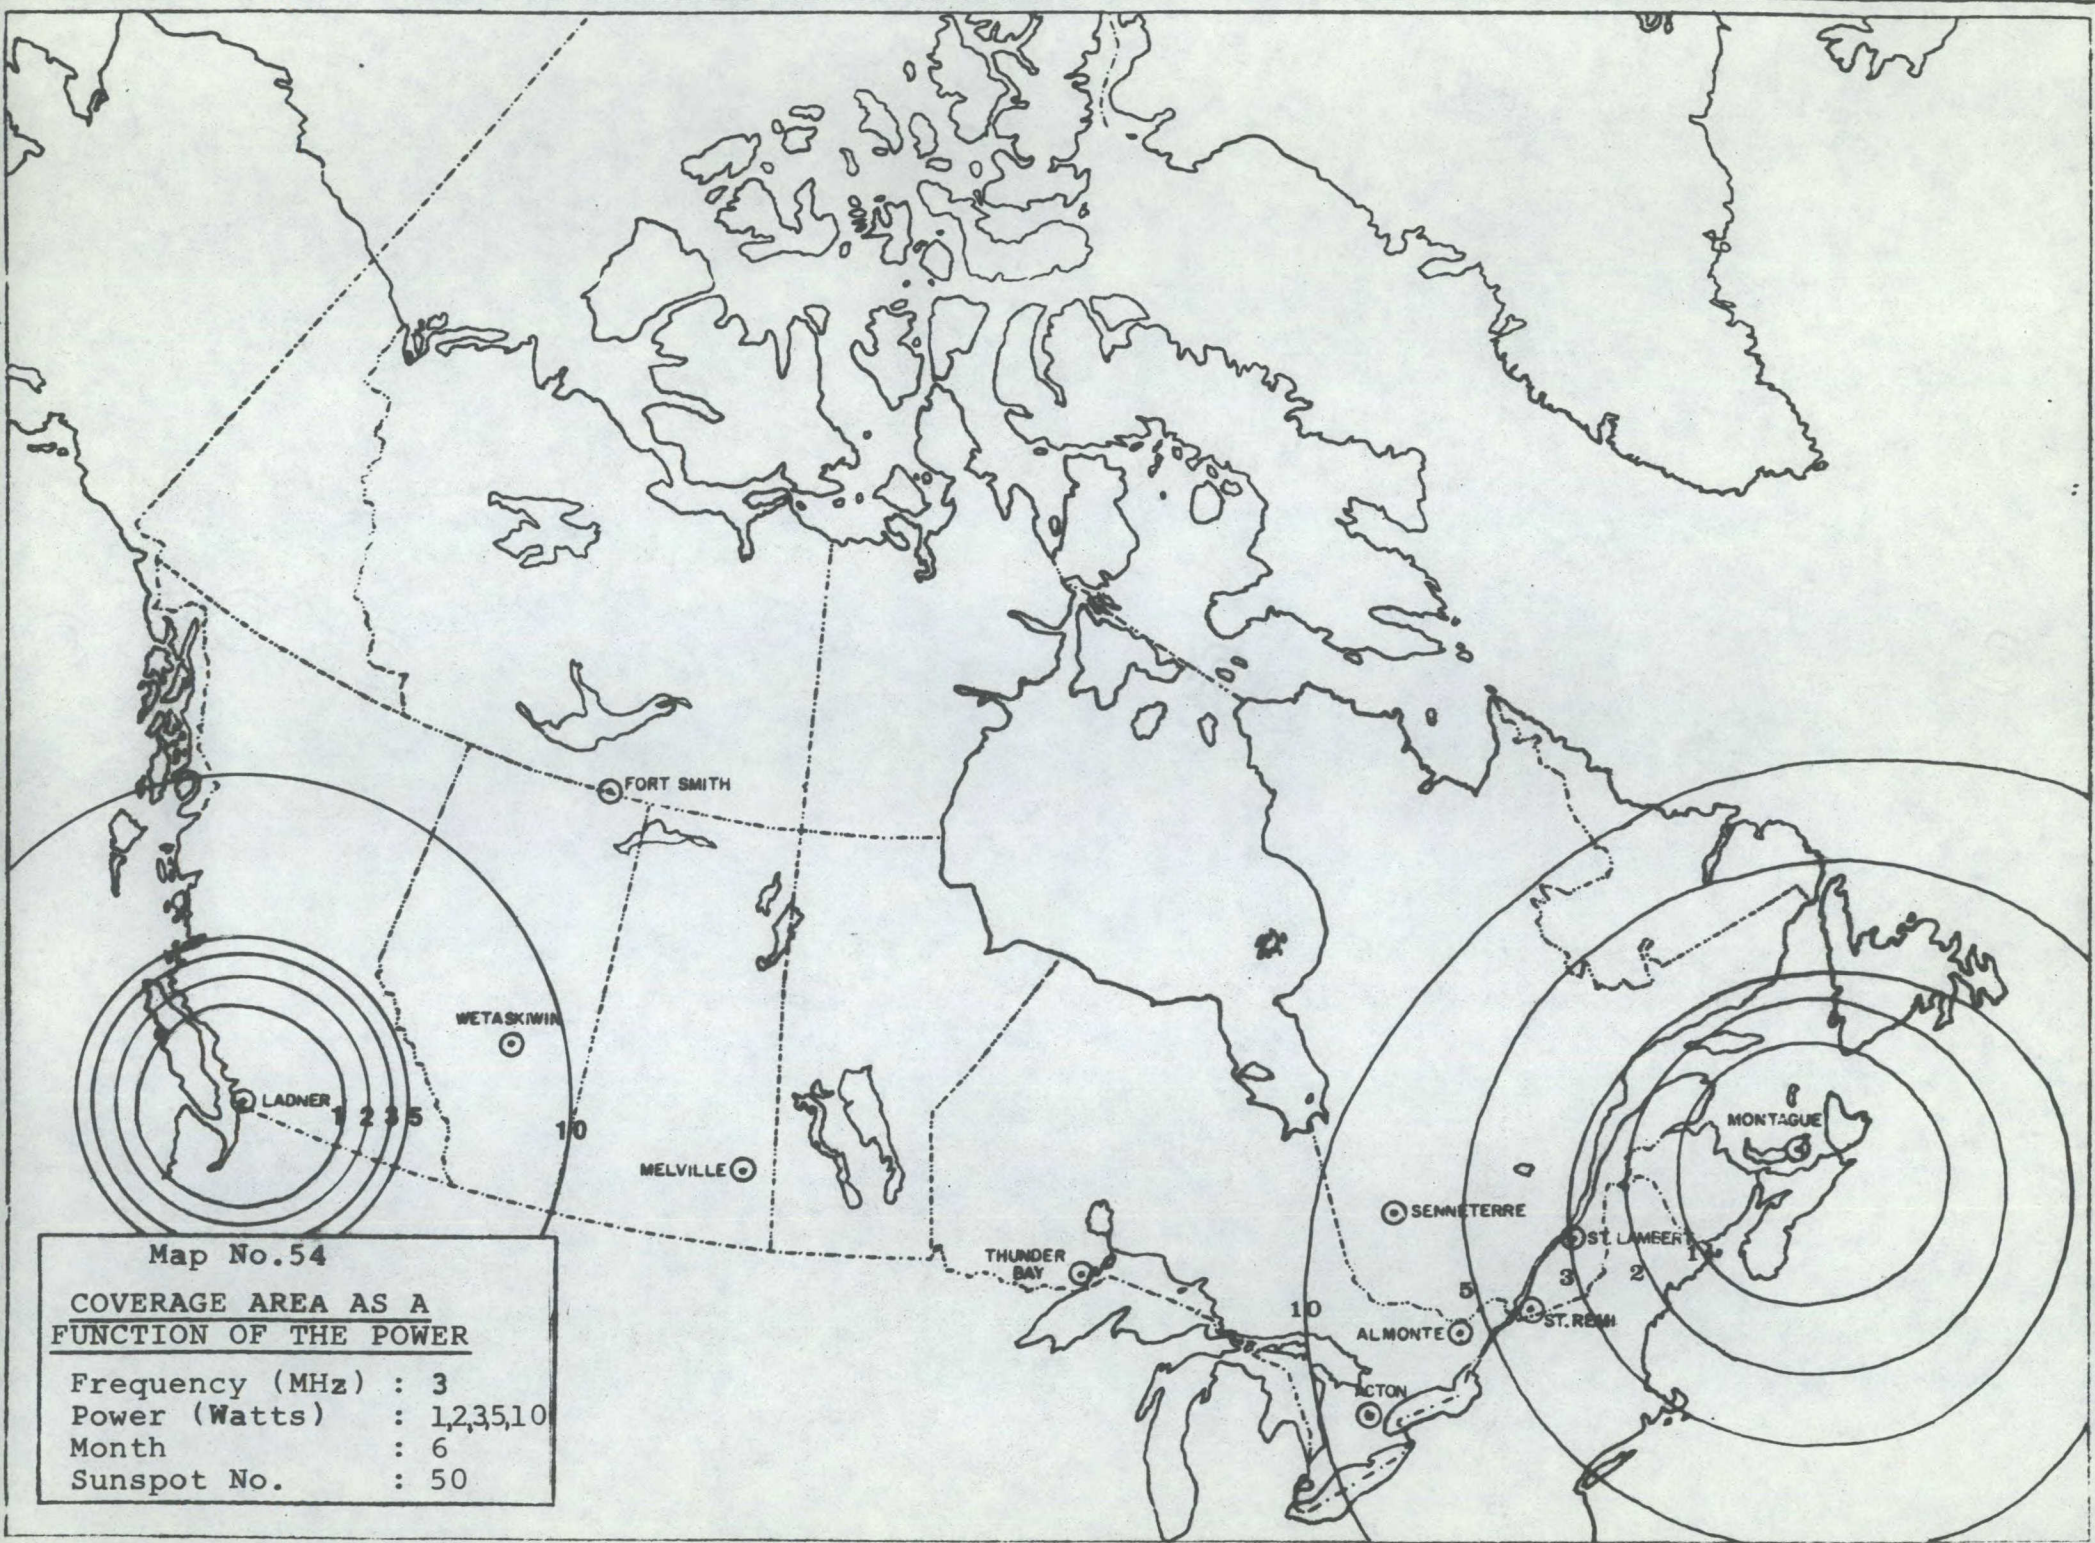 FORT SMITH
WETASKIWIN
LADNER 1 2 3 5
10
MONTAGUE
MELVILLE
SENNETERRE
ST. LAMBERT 1
3 2
THUNDER
BAY
5
10
ST. REMI
ALMONTE
ACTON
Map No.54
COVERAGE AREA AS A
FUNCTION OF THE POWER
Frequency (MHz) : 3
Power (Watts) : 1,2,3,5,10
Month : 6
Sunspot No. : 50